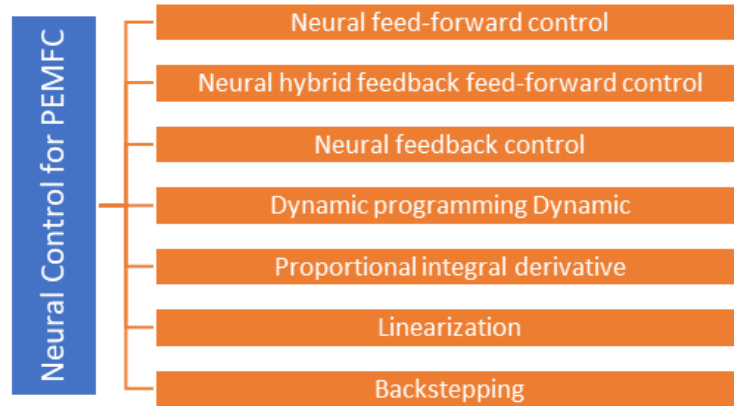 Neural Control for PEMFC
Neural feed-forward control
Neural hybrid feedback feed-forward control
Neural feedback control
Dynamic programming Dynamic
Proportional integral derivative
Linearization
Backstepping